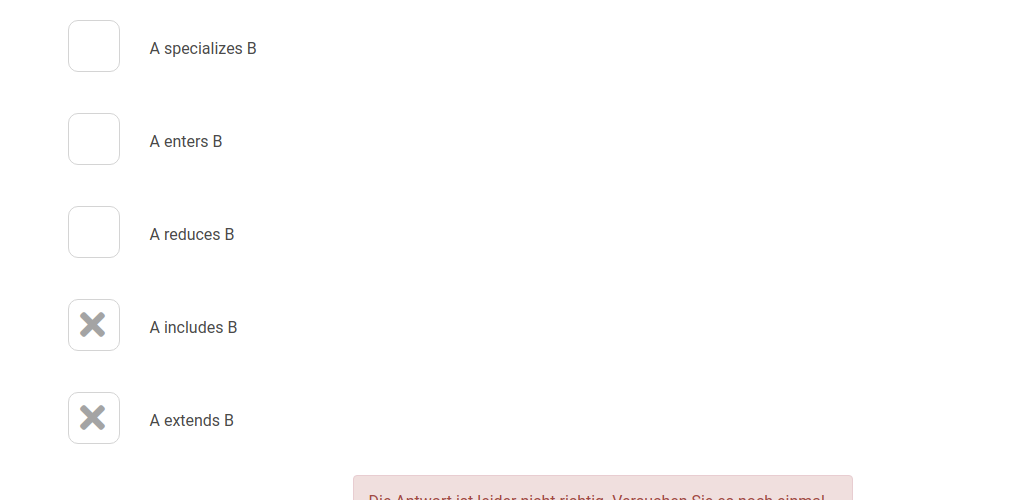 A specializes B
A enters B
A reduces B
A includes B
A extends B
Die Antwort ist leider nicht richtig. Versuchen Sie es noch einmal.